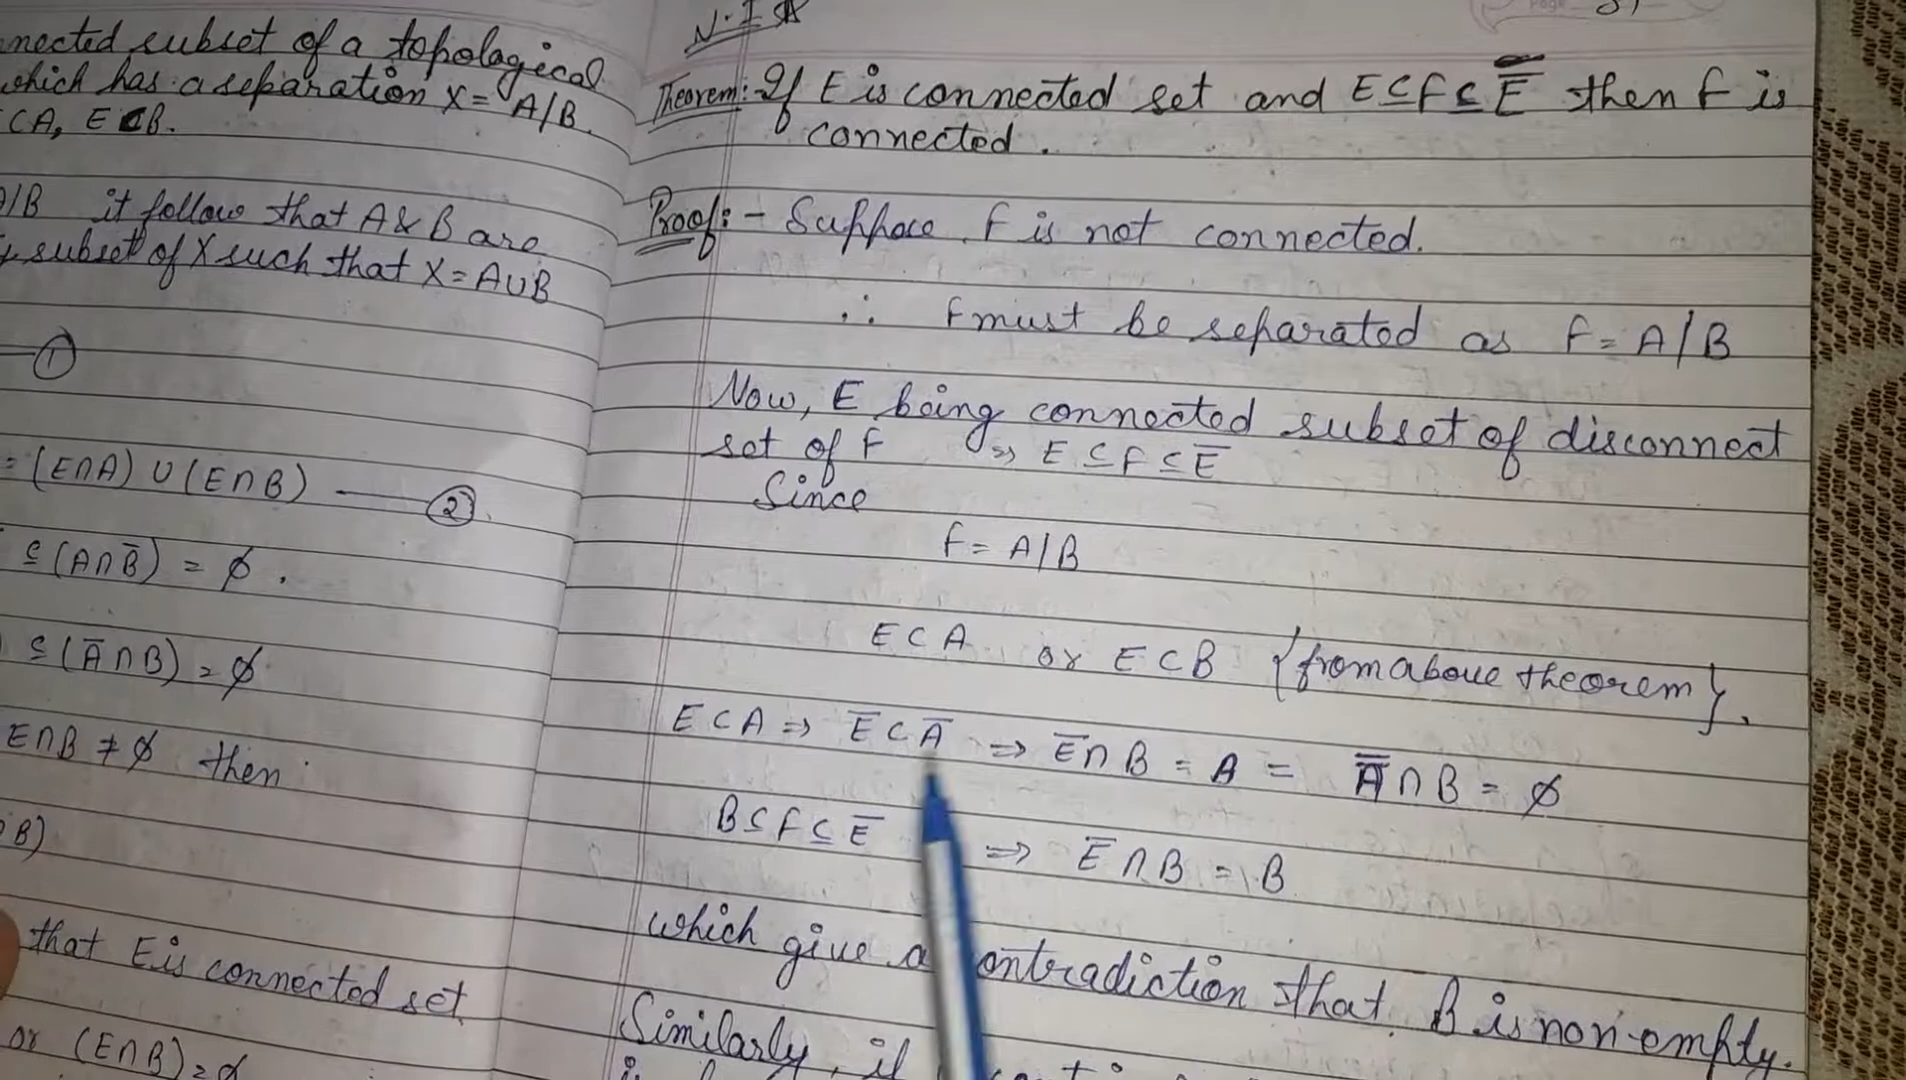 nected subset of a topological
which has a separation X = A/B.
CA, E⊂B.
/B it follow that A & B are
subset of X such that X = A∪B
①
= (E∩A) ∪ (E∩B) — ②
⊆ (A∩B̅) = ϕ.
⊆ (A̅∩B) = ϕ
E∩B ≠ ϕ then
B)
that E is connected set
or (E∩B) = ϕ
Theorem:- If E is connected set and E⊆F⊆E̅ then F is
connected.
Proof:- Suppose F is not connected.
∴ F must be separated as F = A/B
Now, E being connected subset of disconnect
set of F ⇒ E⊆F⊆E̅
Since
F = A/B
E⊂A or E⊂B {from above theorem}.
E⊂A ⇒ E̅⊂A̅ ⇒ E̅∩B = A = A̅∩B = ϕ
B⊆F⊆E̅ ⇒ E̅∩B = B
which give a contradiction that B is non-empty.
Similarly, if